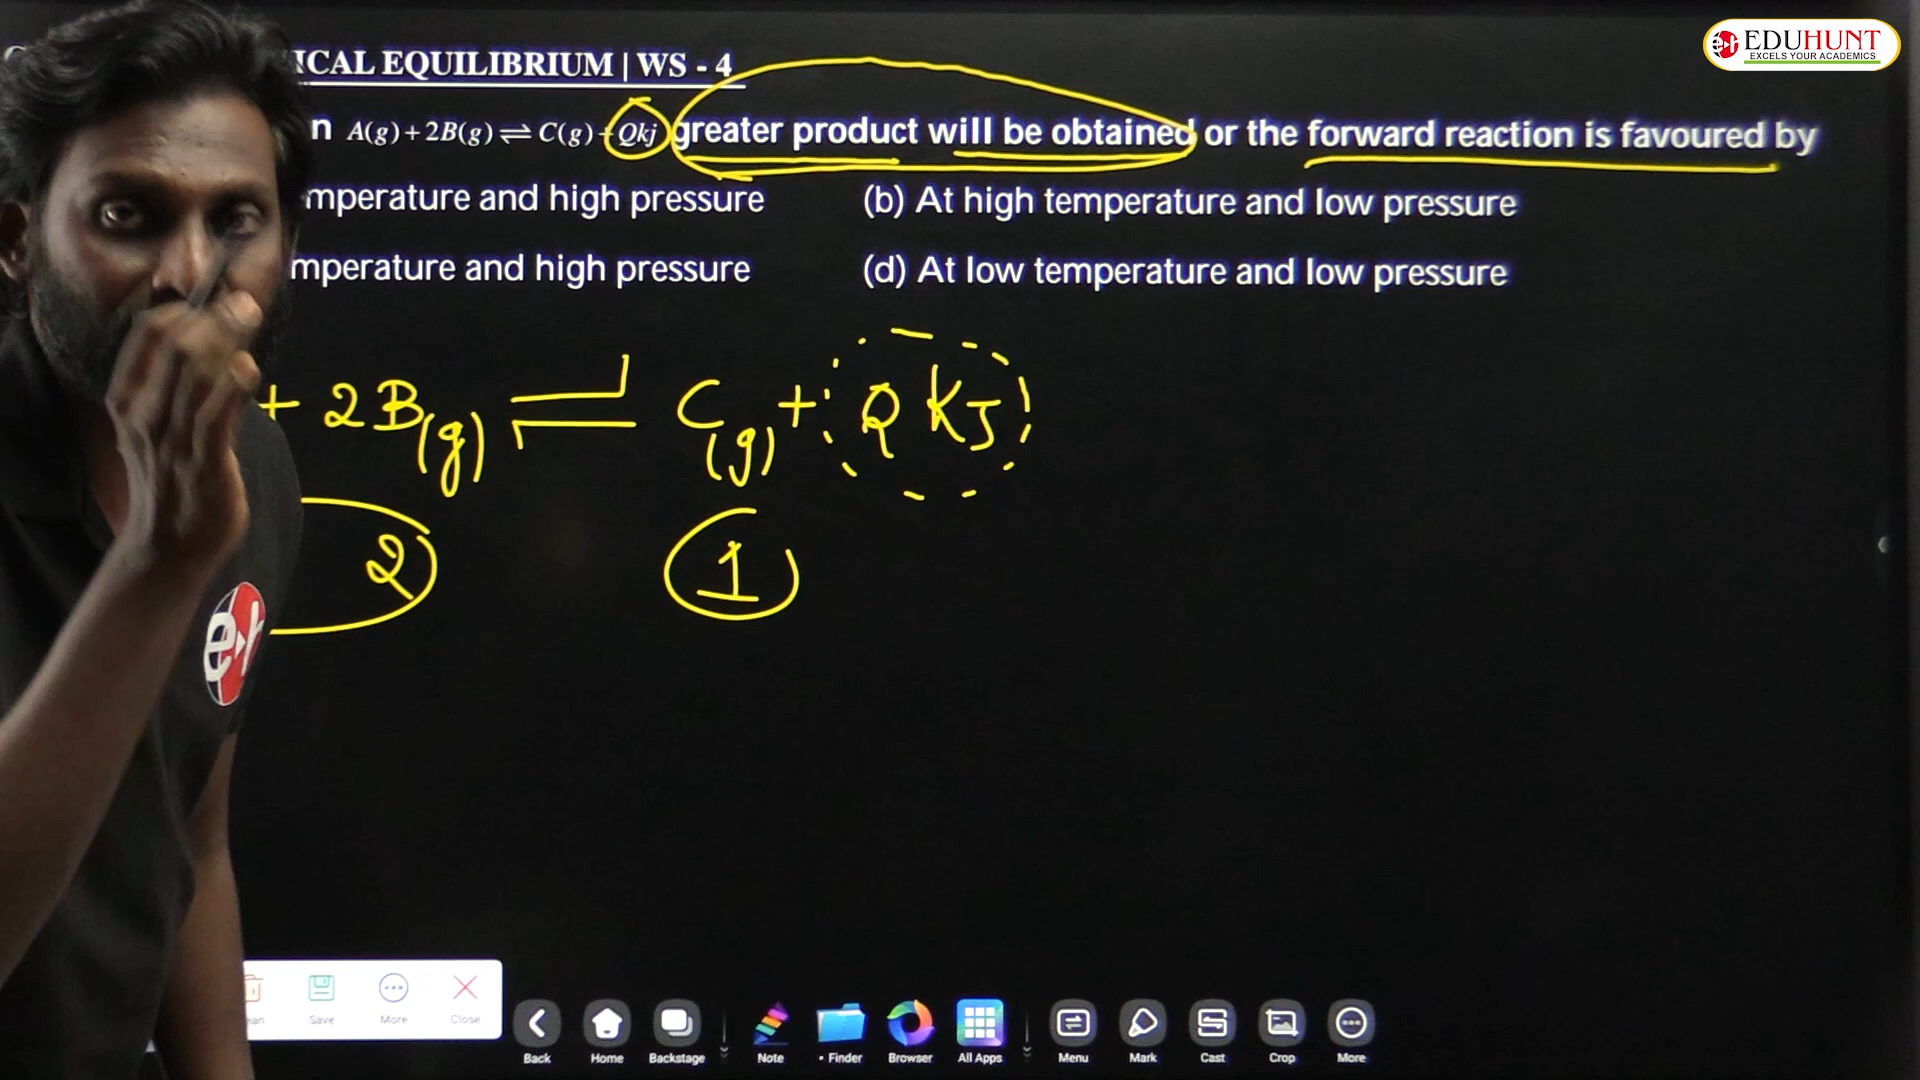 EDUHUNT
EXCELS YOUR ACADEMICS
ICAL EQUILIBRIUM | WS - 4
n A(g)+2B(g)⇌C(g)+Qkj greater product will be obtained or the forward reaction is favoured by
mperature and high pressure (b) At high temperature and low pressure
mperature and high pressure (d) At low temperature and low pressure
+ 2B(g) ⇌ C(g) + Q KJ
2 1
Save More Close
Back Home Backstage Note • Finder Browser All Apps Menu Mark Cast Crop More